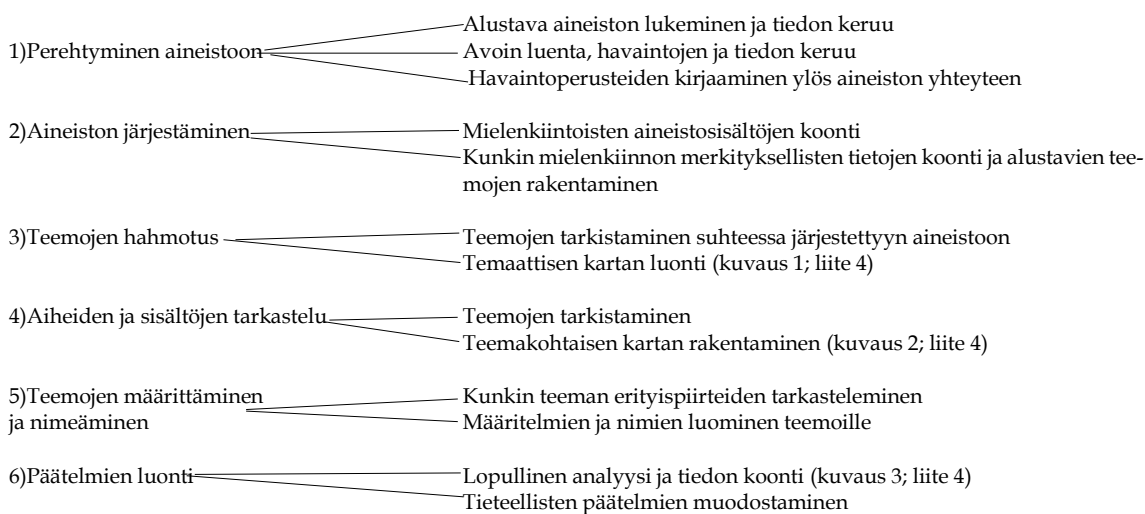 Alustava aineiston lukeminen ja tiedon keruu
1)Perehtyminen aineistoon
Avoin luenta, havaintojen ja tiedon keruu
Havaintoperusteiden kirjaaminen ylös aineiston yhteyteen
2)Aineiston järjestäminen
Mielenkiintoisten aineistosisältöjen koonti
Kunkin mielenkiinnon merkityksellisten tietojen koonti ja alustavien tee-
mojen rakentaminen
3)Teemojen hahmotus
Teemojen tarkistaminen suhteessa järjestettyyn aineistoon
Temaattisen kartan luonti (kuvaus 1; liite 4)
4)Aiheiden ja sisältöjen tarkastelu
Teemojen tarkistaminen
Teemakohtaisen kartan rakentaminen (kuvaus 2; liite 4)
5)Teemojen määrittäminen
ja nimeäminen
Kunkin teeman erityispiirteiden tarkasteleminen
Määritelmien ja nimien luominen teemoille
6)Päätelmien luonti
Lopullinen analyysi ja tiedon koonti (kuvaus 3; liite 4)
Tieteellisten päätelmien muodostaminen